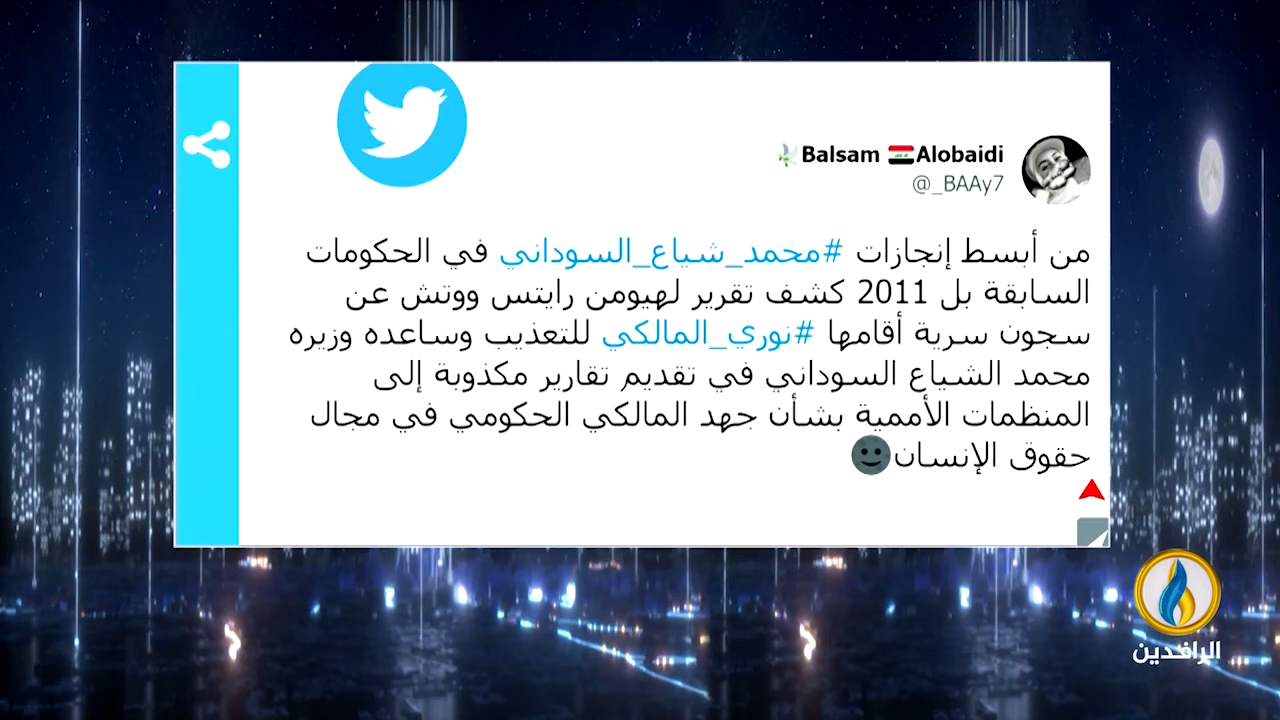 Balsam Alobaidi
@_BAAy7
من أبسط إنجازات #محمد_شياع_السوداني في الحكومات
السابقة بل 2011 كشف تقرير لهيومن رايتس ووتش عن
سجون سرية أقامها #نوري_المالكي للتعذيب وساعده وزيره
محمد الشياع السوداني في تقديم تقارير مكذوبة إلى
المنظمات الأممية بشأن جهد المالكي الحكومي في مجال
حقوق الإنسان
الرافدين